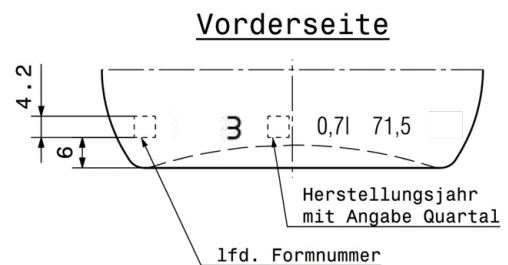 Vorderseite
4.2
6
3 0,7l 71,5
Herstellungsjahr
mit Angabe Quartal
lfd. Formnummer